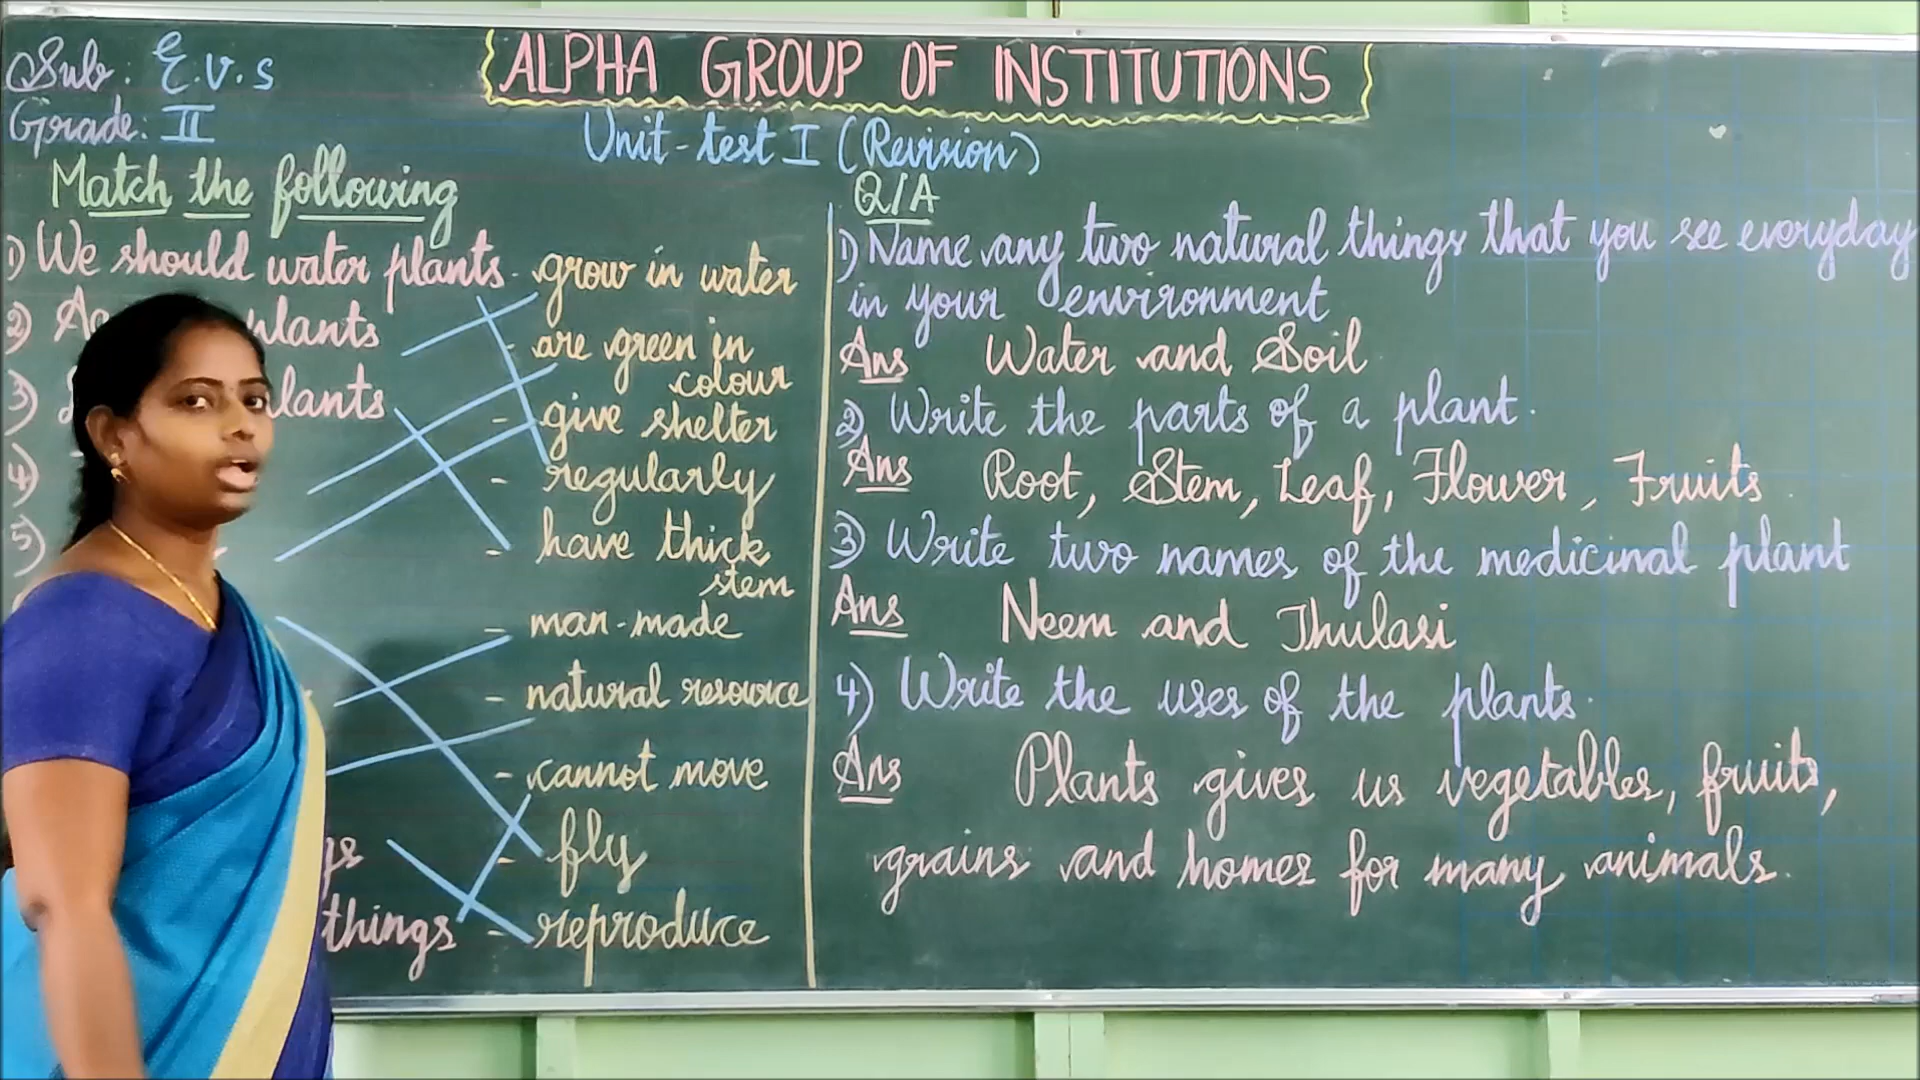 Sub: E.V.S
Grade: II
ALPHA GROUP OF INSTITUTIONS
Unit-test I (Revision)
Match the following
1) We should water plants - grow in water
2) plants - are green in colour
3) plants - give shelter
4) - regularly
5) - have thick stem
- man-made
- natural resource
- cannot move
- fly
things - reproduce
Q/A
1) Name any two natural things that you see everyday
in your environment
Ans Water and Soil
2) Write the parts of a plant.
Ans Root, Stem, Leaf, Flower, Fruits.
3) Write two names of the medicinal plant
Ans Neem and Thulasi
4) Write the uses of the plants.
Ans Plants gives us vegetables, fruits,
grains and homes for many animals.